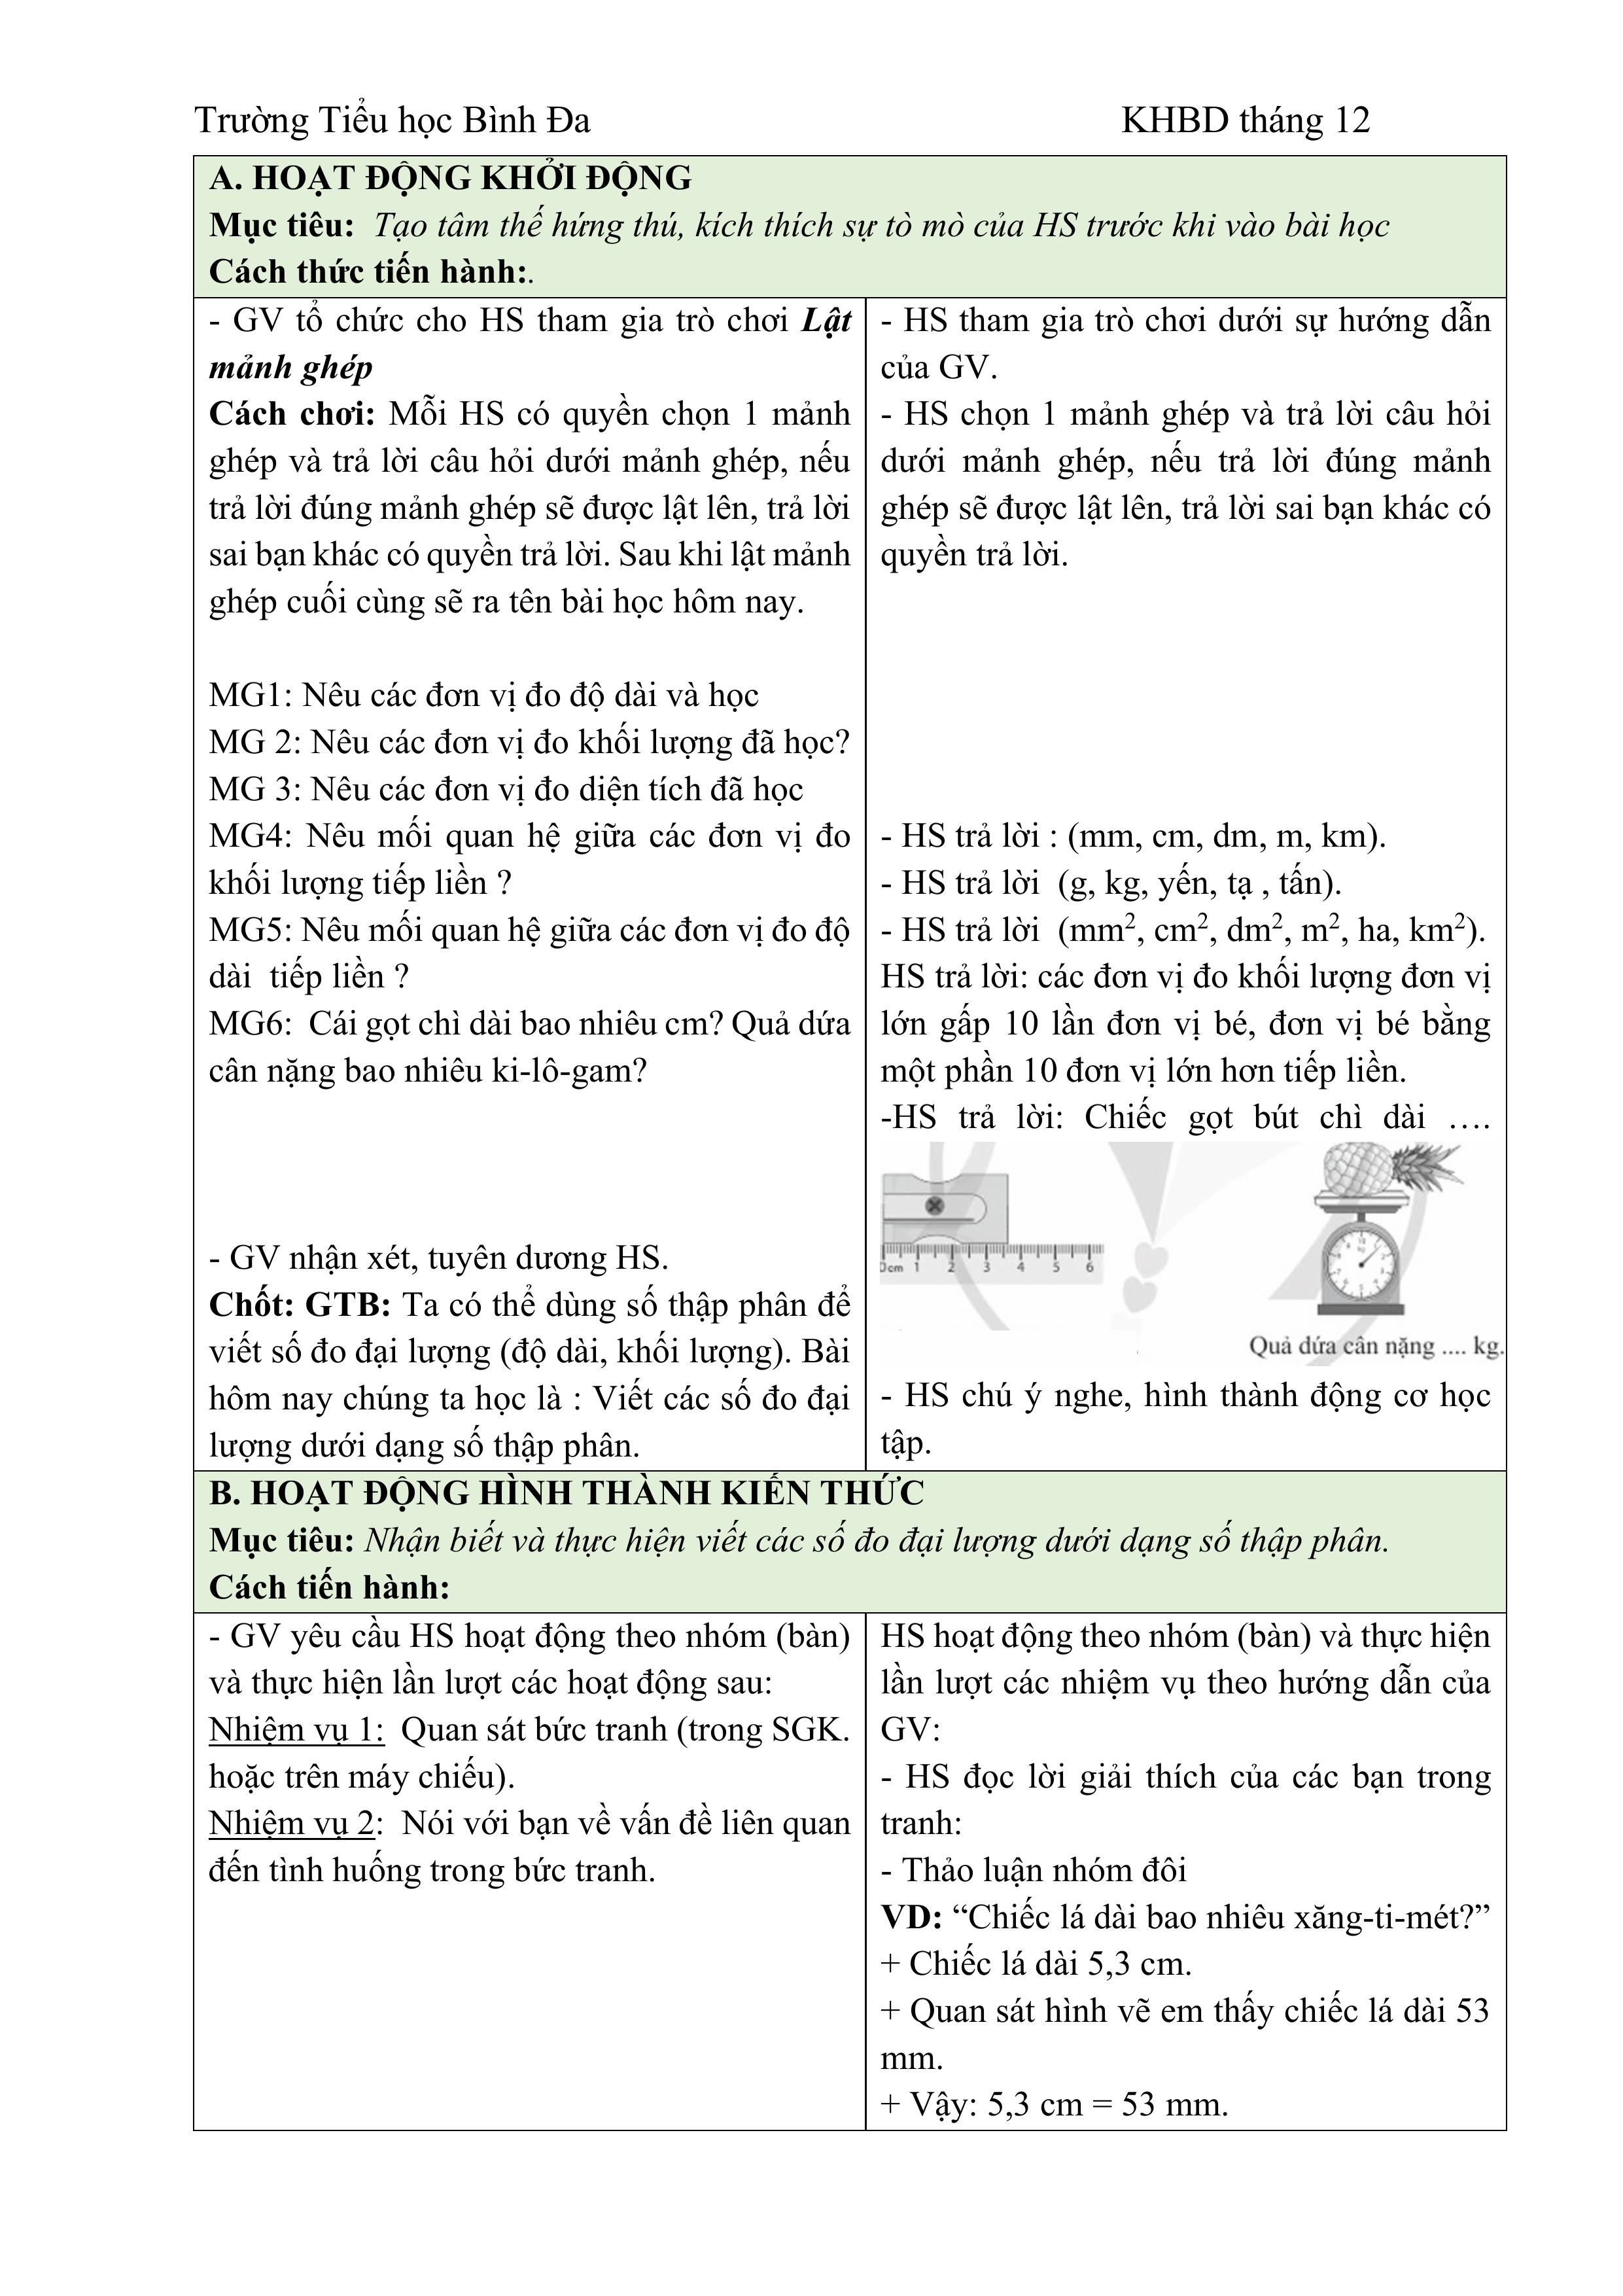 Trường Tiểu học Bình Đa KHBD tháng 12
A. HOẠT ĐỘNG KHỞI ĐỘNG
Mục tiêu: Tạo tâm thế hứng thú, kích thích sự tò mò của HS trước khi vào bài học
Cách thức tiến hành:.
- GV tổ chức cho HS tham gia trò chơi Lật
mảnh ghép
Cách chơi: Mỗi HS có quyền chọn 1 mảnh
ghép và trả lời câu hỏi dưới mảnh ghép, nếu
trả lời đúng mảnh ghép sẽ được lật lên, trả lời
sai bạn khác có quyền trả lời. Sau khi lật mảnh
ghép cuối cùng sẽ ra tên bài học hôm nay.
MG1: Nêu các đơn vị đo độ dài và học
MG 2: Nêu các đơn vị đo khối lượng đã học?
MG 3: Nêu các đơn vị đo diện tích đã học
MG4: Nêu mối quan hệ giữa các đơn vị đo
khối lượng tiếp liền ?
MG5: Nêu mối quan hệ giữa các đơn vị đo độ
dài tiếp liền ?
MG6: Cái gọt chì dài bao nhiêu cm? Quả dứa
cân nặng bao nhiêu ki-lô-gam?
- GV nhận xét, tuyên dương HS.
Chốt: GTB: Ta có thể dùng số thập phân để
viết số đo đại lượng (độ dài, khối lượng). Bài
hôm nay chúng ta học là : Viết các số đo đại
lượng dưới dạng số thập phân.
- HS tham gia trò chơi dưới sự hướng dẫn
của GV.
- HS chọn 1 mảnh ghép và trả lời câu hỏi
dưới mảnh ghép, nếu trả lời đúng mảnh
ghép sẽ được lật lên, trả lời sai bạn khác có
quyền trả lời.
- HS trả lời : (mm, cm, dm, m, km).
- HS trả lời (g, kg, yến, tạ , tấn).
- HS trả lời (mm², cm², dm², m², ha, km²).
HS trả lời: các đơn vị đo khối lượng đơn vị
lớn gấp 10 lần đơn vị bé, đơn vị bé bằng
một phần 10 đơn vị lớn hơn tiếp liền.
-HS trả lời: Chiếc gọt bút chì dài ….
0cm 1 2 3 4 5 6
Quả dứa cân nặng .... kg.
- HS chú ý nghe, hình thành động cơ học
tập.
B. HOẠT ĐỘNG HÌNH THÀNH KIẾN THỨC
Mục tiêu: Nhận biết và thực hiện viết các số đo đại lượng dưới dạng số thập phân.
Cách tiến hành:
- GV yêu cầu HS hoạt động theo nhóm (bàn)
và thực hiện lần lượt các hoạt động sau:
Nhiệm vụ 1: Quan sát bức tranh (trong SGK.
hoặc trên máy chiếu).
Nhiệm vụ 2: Nói với bạn về vấn đề liên quan
đến tình huống trong bức tranh.
HS hoạt động theo nhóm (bàn) và thực hiện
lần lượt các nhiệm vụ theo hướng dẫn của
GV:
- HS đọc lời giải thích của các bạn trong
tranh:
- Thảo luận nhóm đôi
VD: “Chiếc lá dài bao nhiêu xăng-ti-mét?”
+ Chiếc lá dài 5,3 cm.
+ Quan sát hình vẽ em thấy chiếc lá dài 53
mm.
+ Vậy: 5,3 cm = 53 mm.